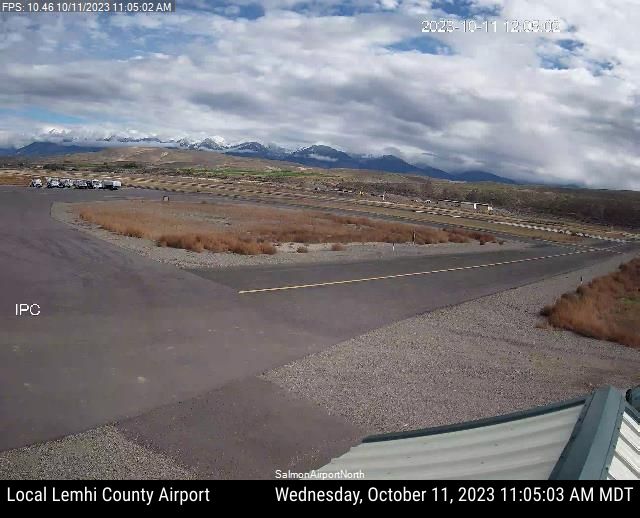 FPS: 10.46 10/11/2023 11:05:02 AM
IPC
SalmonAirportNorth
Local Lemhi County Airport
Wednesday, October 11, 2023 11:05:03 AM MDT